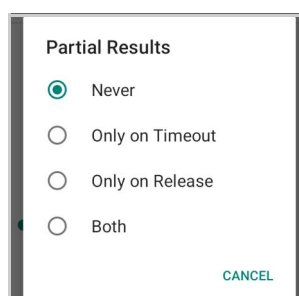 Partial Results
Never
Only on Timeout
Only on Release
Both
CANCEL